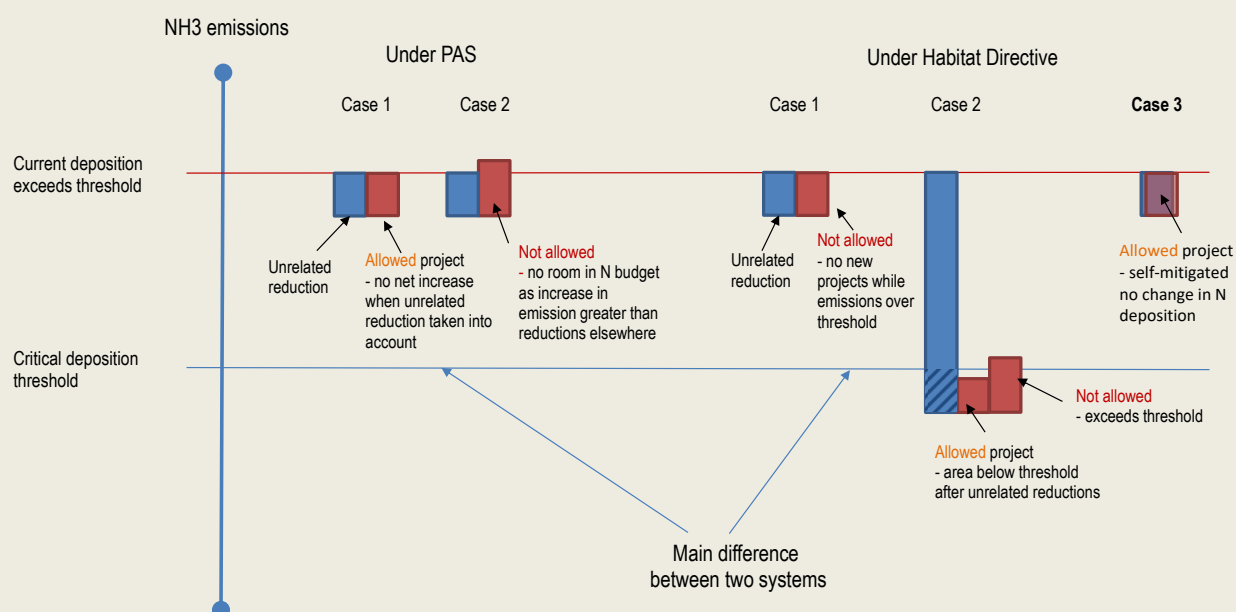 NH3 emissions
Under PAS
Under Habitat Directive
Case 1
Case 2
Case 1
Case 2
Case 3
Current deposition
exceeds threshold
Unrelated
reduction
Allowed project
- no net increase
when unrelated
reduction taken into
account
Not allowed
- no room in N budget
as increase in
emission greater than
reductions elsewhere
Unrelated
reduction
Not allowed
- no new
projects while
emissions over
threshold
Allowed project
- self-mitigated
no change in N
deposition
Critical deposition
threshold
Not allowed
- exceeds threshold
Allowed project
- area below threshold
after unrelated reductions
Main difference
between two systems